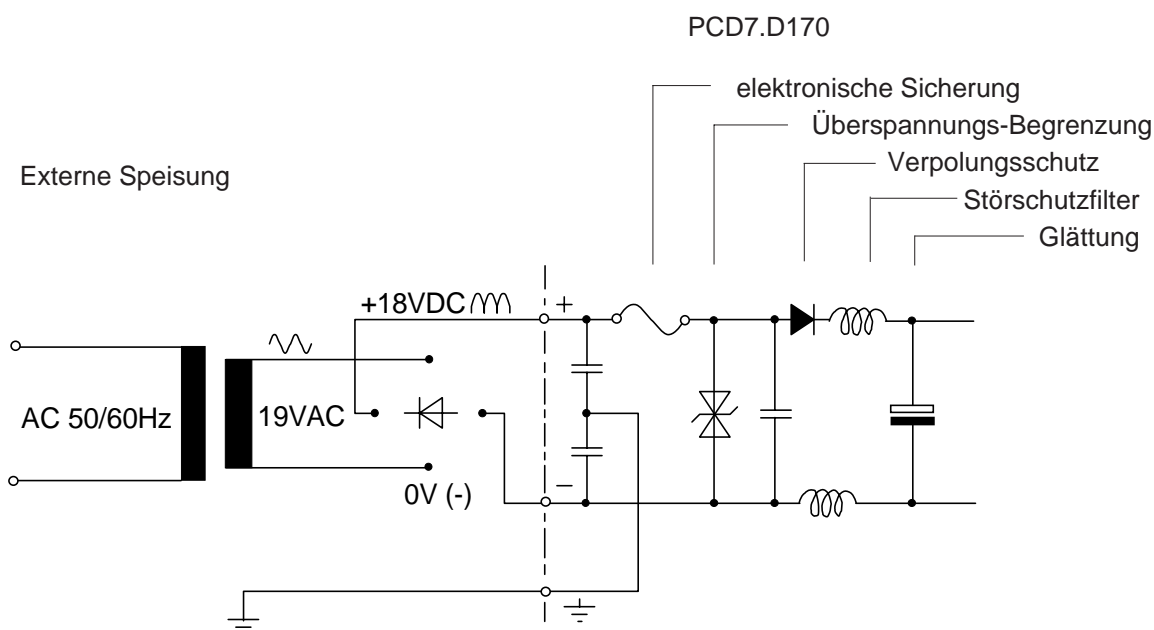 PCD7.D170
elektronische Sicherung
Überspannungs-Begrenzung
Verpolungsschutz
Externe Speisung
Störschutzfilter
Glättung
+18VDC
+
AC 50/60Hz
19VAC
0V (-)
–